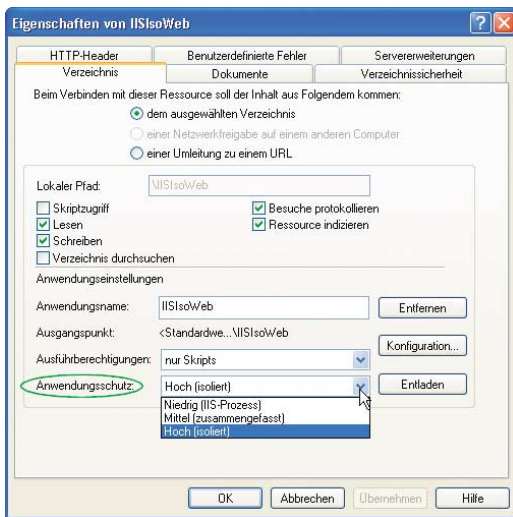 Eigenschaften von IISIsoWeb
HTTP-Header Benutzerdefinierte Fehler Servererweiterungen
Verzeichnis Dokumente Verzeichnissicherheit
Beim Verbinden mit dieser Ressource soll der Inhalt aus Folgendem kommen:
dem ausgewählten Verzeichnis
einer Netzwerkfreigabe auf einem anderen Computer
einer Umleitung zu einem URL
Lokaler Pfad: \IISIsoWeb
Skriptzugriff Besuche protokollieren
Lesen Ressource indizieren
Schreiben
Verzeichnis durchsuchen
Anwendungseinstellungen
Anwendungsname: IISIsoWeb Entfernen
Ausgangspunkt: <Standardwe...\IISIsoWeb
Konfiguration...
Ausführberechtigungen: nur Skripts
Anwendungsschutz: Hoch (isoliert) Entladen
Niedrig (IIS-Prozess)
Mittel (zusammengefasst)
Hoch (isoliert)
OK Abbrechen Übernehmen Hilfe